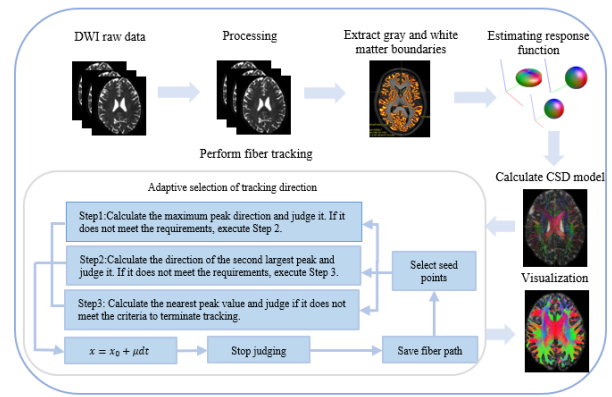 DWI raw data
Processing
Extract gray and white
matter boundaries
Estimating response
function
Perform fiber tracking
Calculate CSD model
Adaptive selection of tracking direction
Step1:Calculate the maximum peak direction and judge it. If it
does not meet the requirements, execute Step 2.
Step2:Calculate the direction of the second largest peak and
judge it. If it does not meet the requirements, execute Step 3.
Step3: Calculate the nearest peak value and judge if it does not
meet the criteria to terminate tracking.
Select seed
points
Visualization
x = x₀ + μdt
Stop judging
Save fiber path